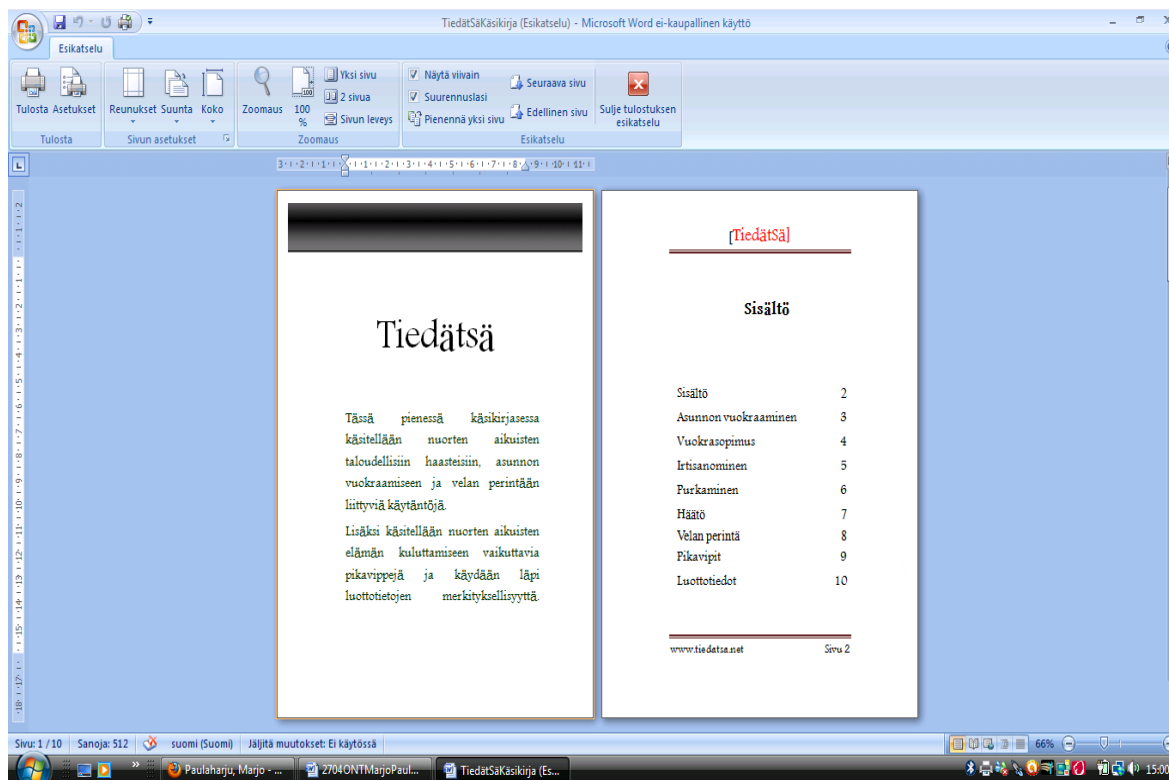 TiedätSäKäsikirja (Esikatselu) - Microsoft Word ei-kaupallinen käyttö
Esikatselu
Tulosta Asetukset
Reunukset Suunta Koko
Zoomaus 100 %
Yksi sivu
2 sivua
Sivun leveys
Näytä viivain
Suurennuslasi
Pienennä yksi sivu
Seuraava sivu
Edellinen sivu
Sulje tulostuksen
esikatselu
Tulosta
Sivun asetukset
Zoomaus
Esikatselu
Tiedätsä
Tässä pienessä käsikirjasessa
käsitellään nuorten aikuisten
taloudellisiin haasteisiin, asunnon
vuokraamiseen ja velan perintään
liittyviä käytäntöjä.
Lisäksi käsitellään nuorten aikuisten
elämän kuluttamiseen vaikuttavia
pikavippejä ja käydään läpi
luottotietojen merkityksellisyyttä.
[TiedätSä]
Sisältö
Sisältö 2
Asunnon vuokraaminen 3
Vuokrasopimus 4
Irtisanominen 5
Purkaminen 6
Häätö 7
Velan perintä 8
Pikavipit 9
Luottotiedot 10
www.tiedatsa.net Sivu 2
Sivu: 1 / 10 Sanoja: 512 suomi (Suomi) Jäljitä muutokset: Ei käytössä 66%
Paulaharju, Marjo - ... 2704ONTMarjoPaul... TiedätSäKäsikirja (Es... 15:00